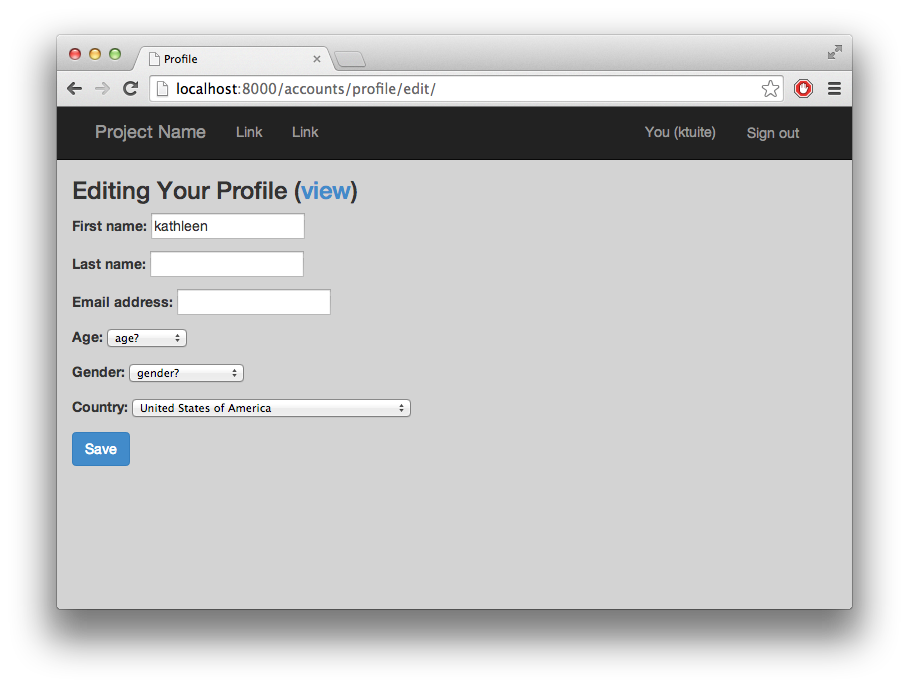 Profile
localhost:8000/accounts/profile/edit/
Project Name Link Link You (ktuite) Sign out
Editing Your Profile (view)
First name: kathleen
Last name:
Email address:
Age: age?
Gender: gender?
Country: United States of America
Save